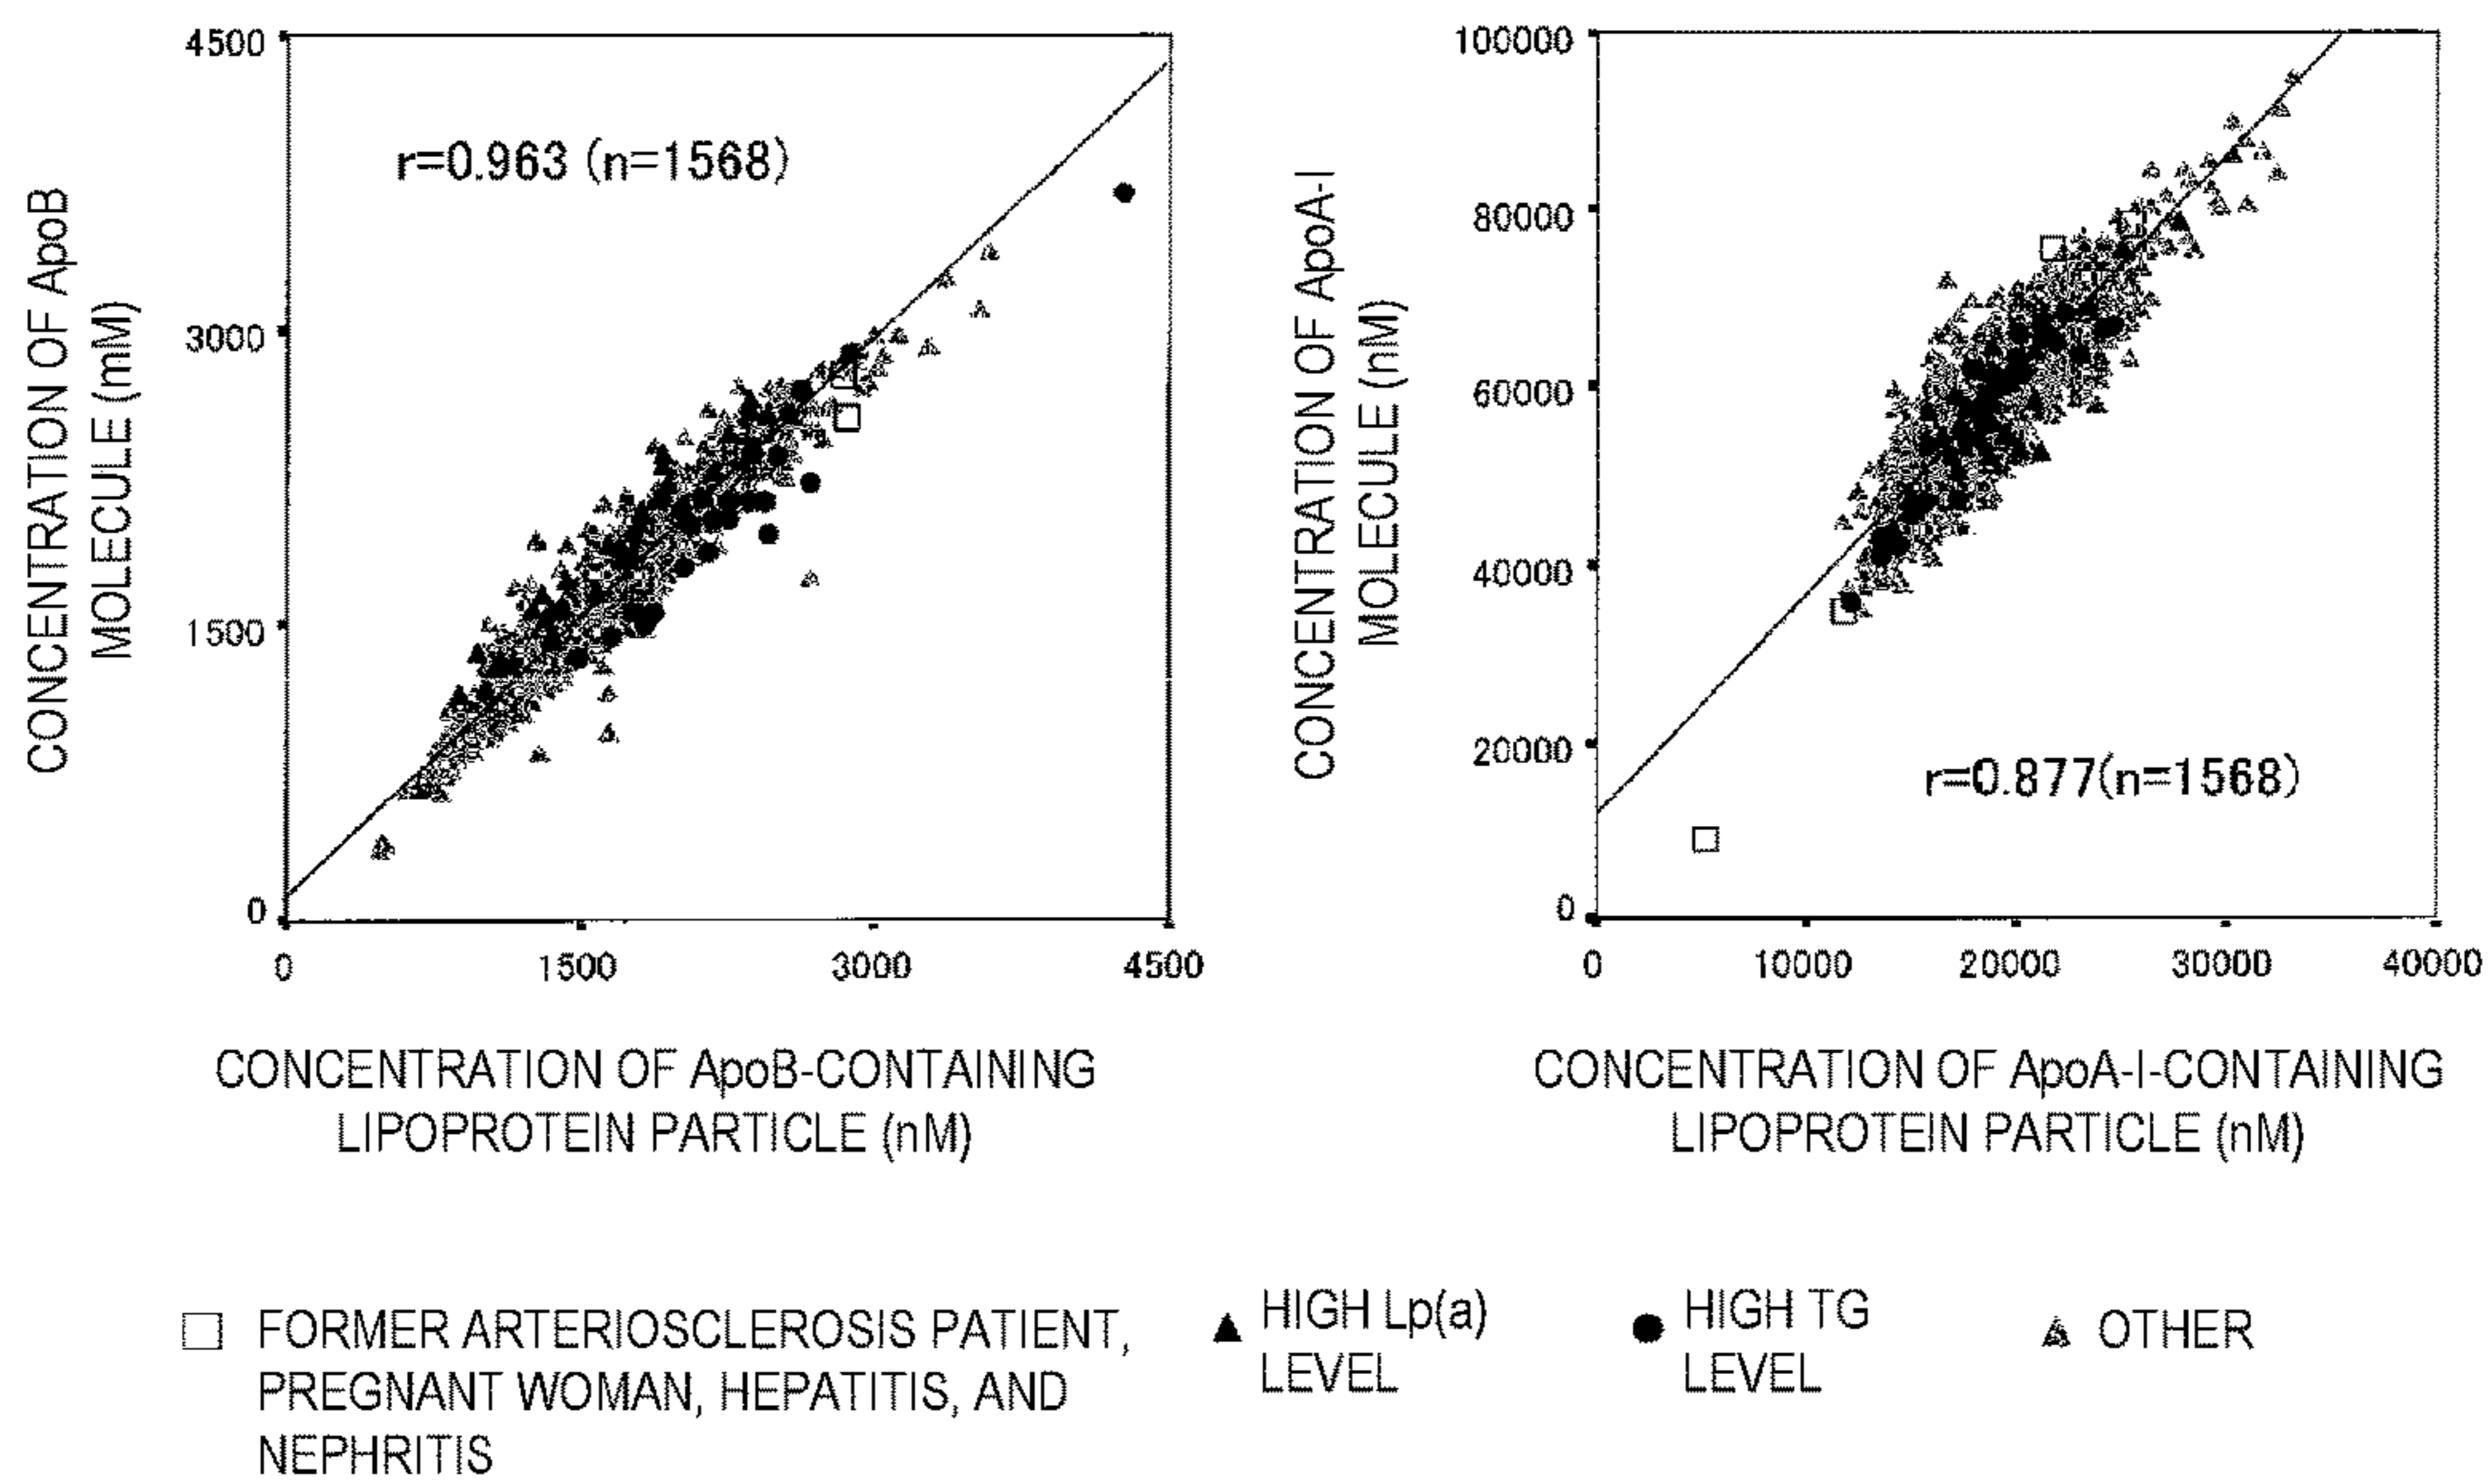 CONCENTRATION OF ApoB
MOLECULE (mM)
4500
3000
1500
0
r=0.963 (n=1568)
0 1500 3000 4500
CONCENTRATION OF ApoB-CONTAINING
LIPOPROTEIN PARTICLE (nM)
CONCENTRATION OF ApoA-I
MOLECULE (nM)
100000
80000
60000
40000
20000
0
r=0.877(n=1568)
0 10000 20000 30000 40000
CONCENTRATION OF ApoA-I-CONTAINING
LIPOPROTEIN PARTICLE (nM)
FORMER ARTERIOSCLEROSIS PATIENT,
PREGNANT WOMAN, HEPATITIS, AND
NEPHRITIS
HIGH Lp(a)
LEVEL
HIGH TG
LEVEL
OTHER